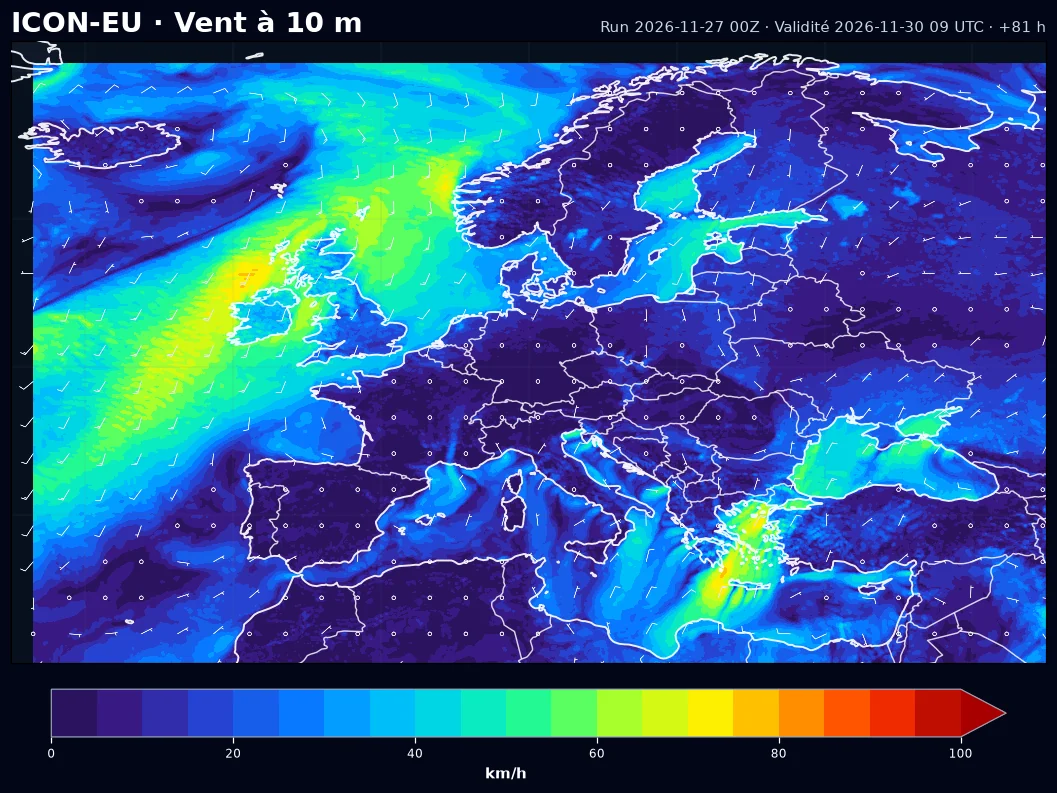 ICON-EU · Vent à 10 m
Run 2026-11-27 00Z · Validité 2026-11-30 09 UTC · +81 h
0 20 40 60 80 100
km/h